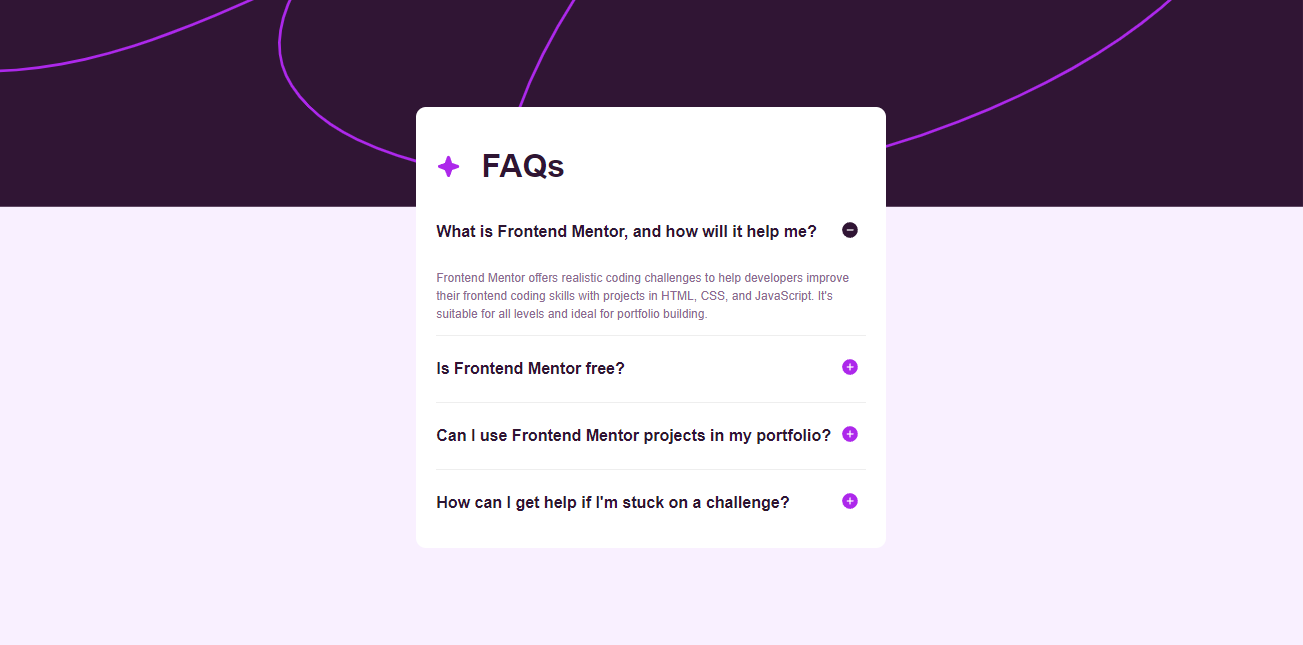 FAQs
What is Frontend Mentor, and how will it help me?
Frontend Mentor offers realistic coding challenges to help developers improve
their frontend coding skills with projects in HTML, CSS, and JavaScript. It's
suitable for all levels and ideal for portfolio building.
Is Frontend Mentor free?
Can I use Frontend Mentor projects in my portfolio?
How can I get help if I'm stuck on a challenge?